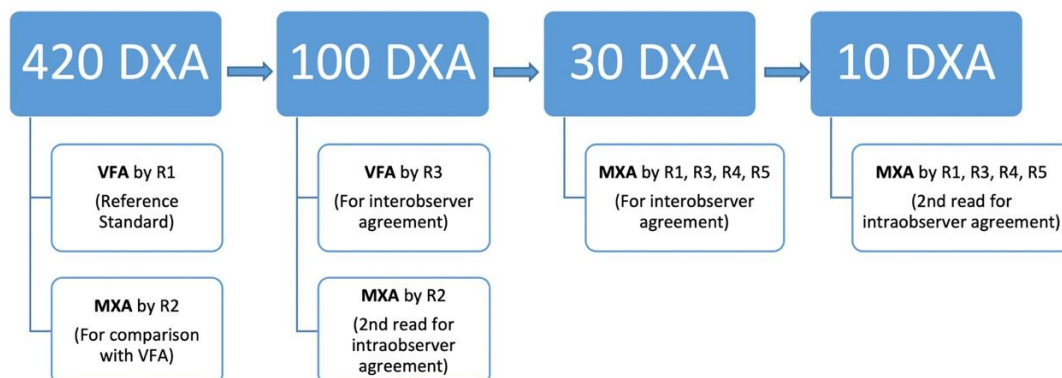 420 DXA
100 DXA
30 DXA
10 DXA
VFA by R1
(Reference
Standard)
VFA by R3
(For interobserver
agreement)
MXA by R1, R3, R4, R5
(For interobserver
agreement)
MXA by R1, R3, R4, R5
(2nd read for
intraobserver agreement)
MXA by R2
(For comparison
with VFA)
MXA by R2
(2nd read for
intraobserver
agreement)